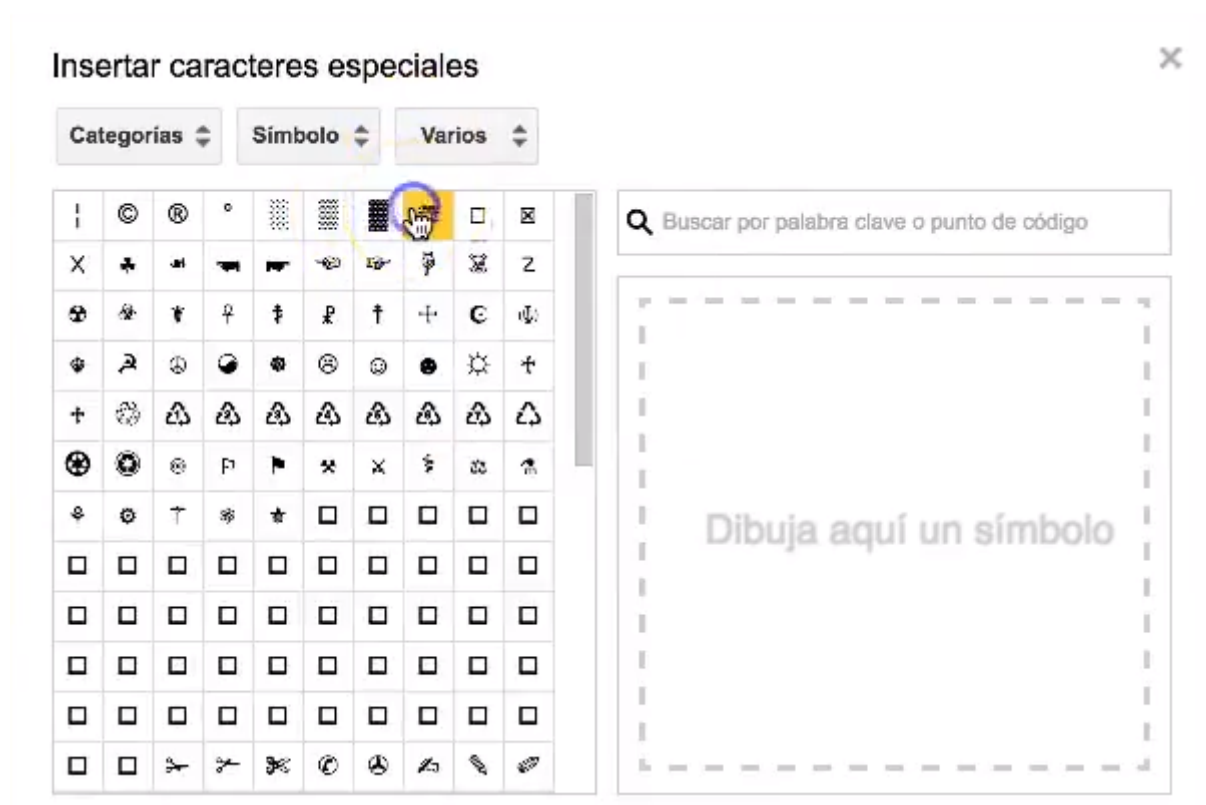 Insertar caracteres especiales
Categorías Símbolo Varios
Buscar por palabra clave o punto de código
Dibuja aquí un símbolo